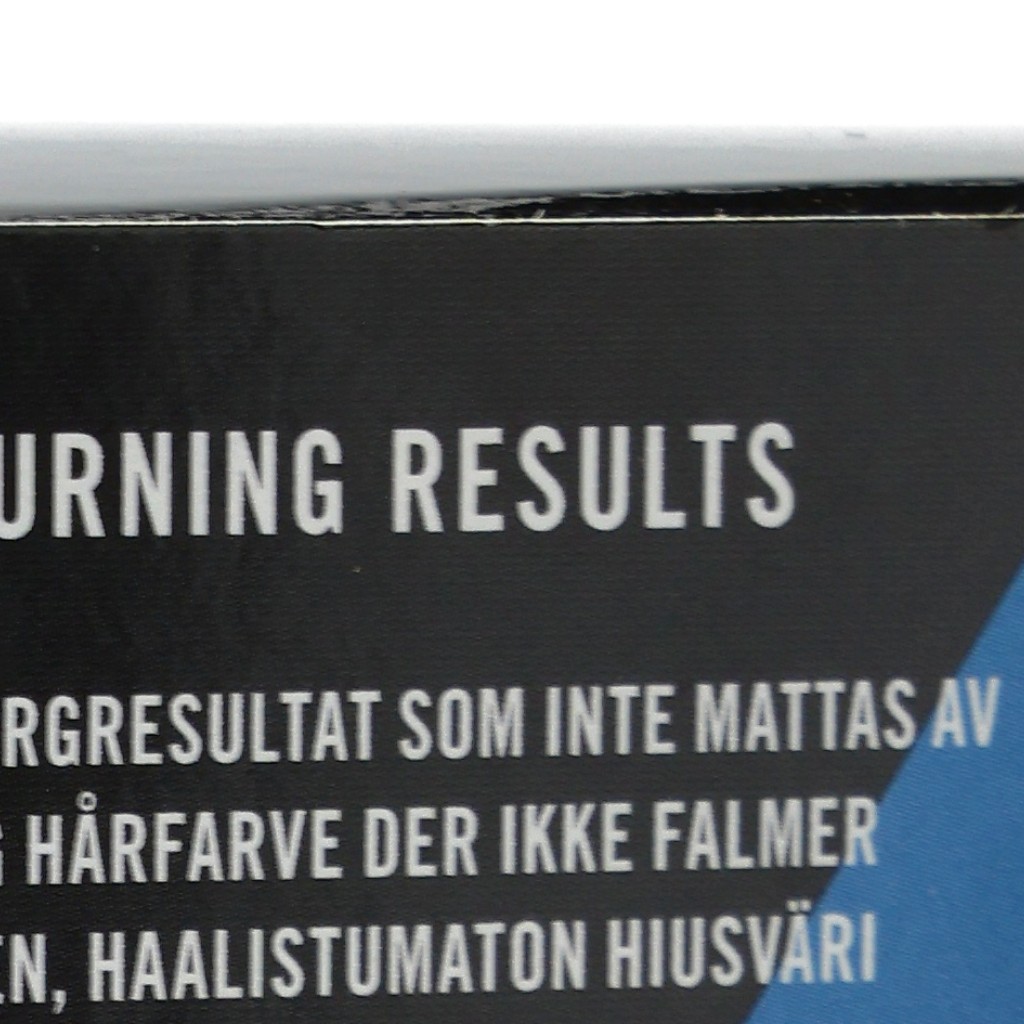 URNING RESULTS
RGRESULTAT SOM INTE MATTAS AV
HÅRFARVE DER IKKE FALMER
EN, HAALISTUMATON HIUSVÄRI